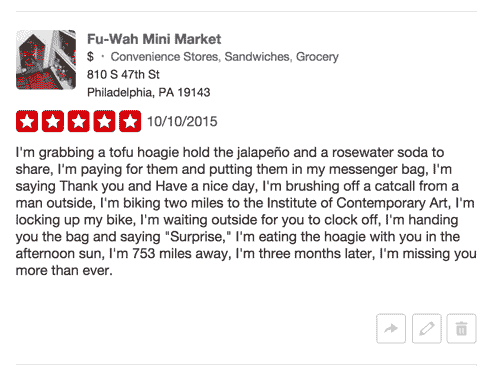 Fu-Wah Mini Market
$ · Convenience Stores, Sandwiches, Grocery
810 S 47th St
Philadelphia, PA 19143
10/10/2015
I'm grabbing a tofu hoagie hold the jalapeño and a rosewater soda to
share, I'm paying for them and putting them in my messenger bag, I'm
saying Thank you and Have a nice day, I'm brushing off a catcall from a
man outside, I'm biking two miles to the Institute of Contemporary Art, I'm
locking up my bike, I'm waiting outside for you to clock off, I'm handing
you the bag and saying "Surprise," I'm eating the hoagie with you in the
afternoon sun, I'm 753 miles away, I'm three months later, I'm missing you
more than ever.